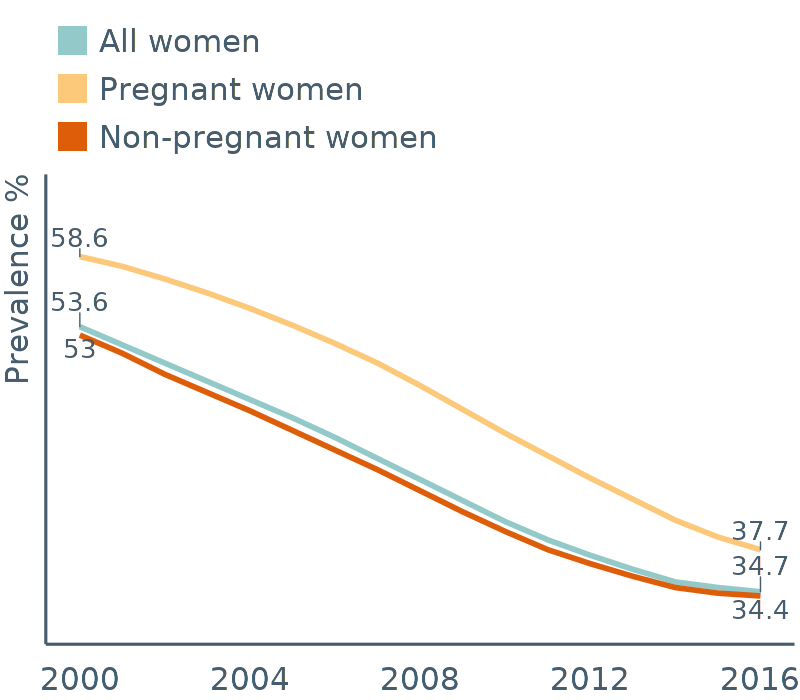 All women
Pregnant women
Non-pregnant women
Prevalence %
58.6
53.6
53
37.7
34.7
34.4
2000 2004 2008 2012 2016